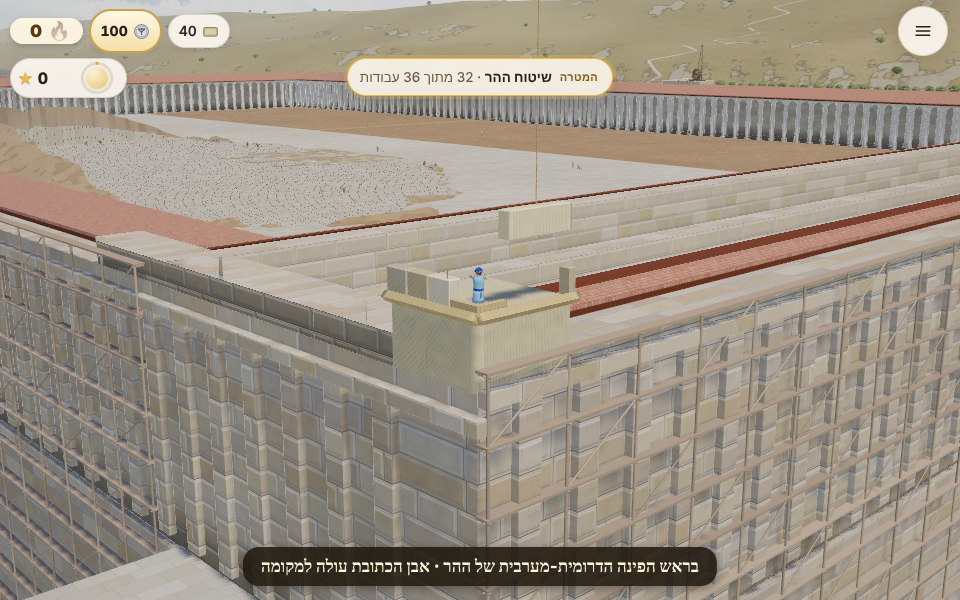 0
100
40
0
המטרה שיטוח ההר · 32 מתוך 36 עבודות
בראש הפינה הדרומית-מערבית של ההר · אבן הכתובת עולה למקומה